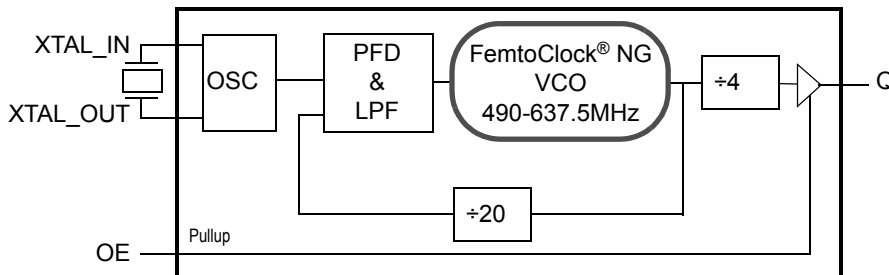 XTAL_IN
XTAL_OUT
OSC
PFD
&
LPF
FemtoClock® NG
VCO
490-637.5MHz
÷4
Q
÷20
OE
Pullup